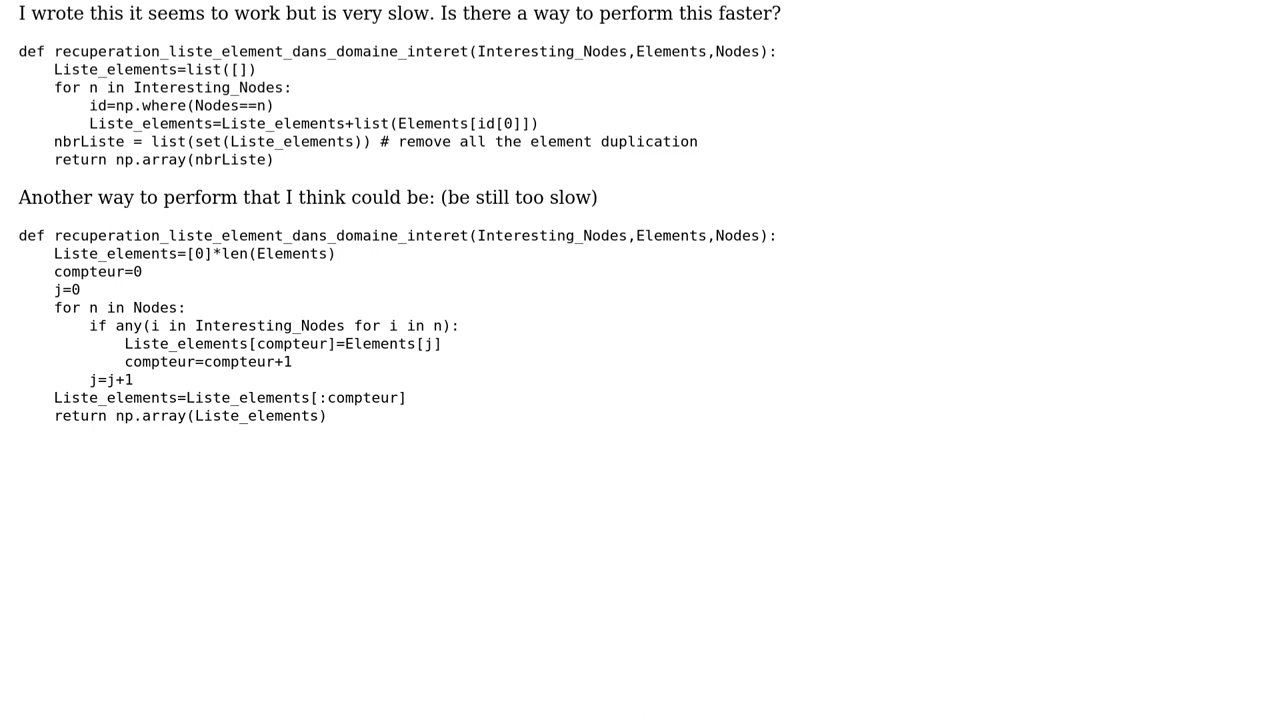 I wrote this it seems to work but is very slow. Is there a way to perform this faster?
def recuperation_liste_element_dans_domaine_interet(Interesting_Nodes,Elements,Nodes):
    Liste_elements=list([])
    for n in Interesting_Nodes:
        id=np.where(Nodes==n)
        Liste_elements=Liste_elements+list(Elements[id[0]])
    nbrListe = list(set(Liste_elements)) # remove all the element duplication
    return np.array(nbrListe)
Another way to perform that I think could be: (be still too slow)
def recuperation_liste_element_dans_domaine_interet(Interesting_Nodes,Elements,Nodes):
    Liste_elements=[0]*len(Elements)
    compteur=0
    j=0
    for n in Nodes:
        if any(i in Interesting_Nodes for i in n):
            Liste_elements[compteur]=Elements[j]
            compteur=compteur+1
        j=j+1
    Liste_elements=Liste_elements[:compteur]
    return np.array(Liste_elements)